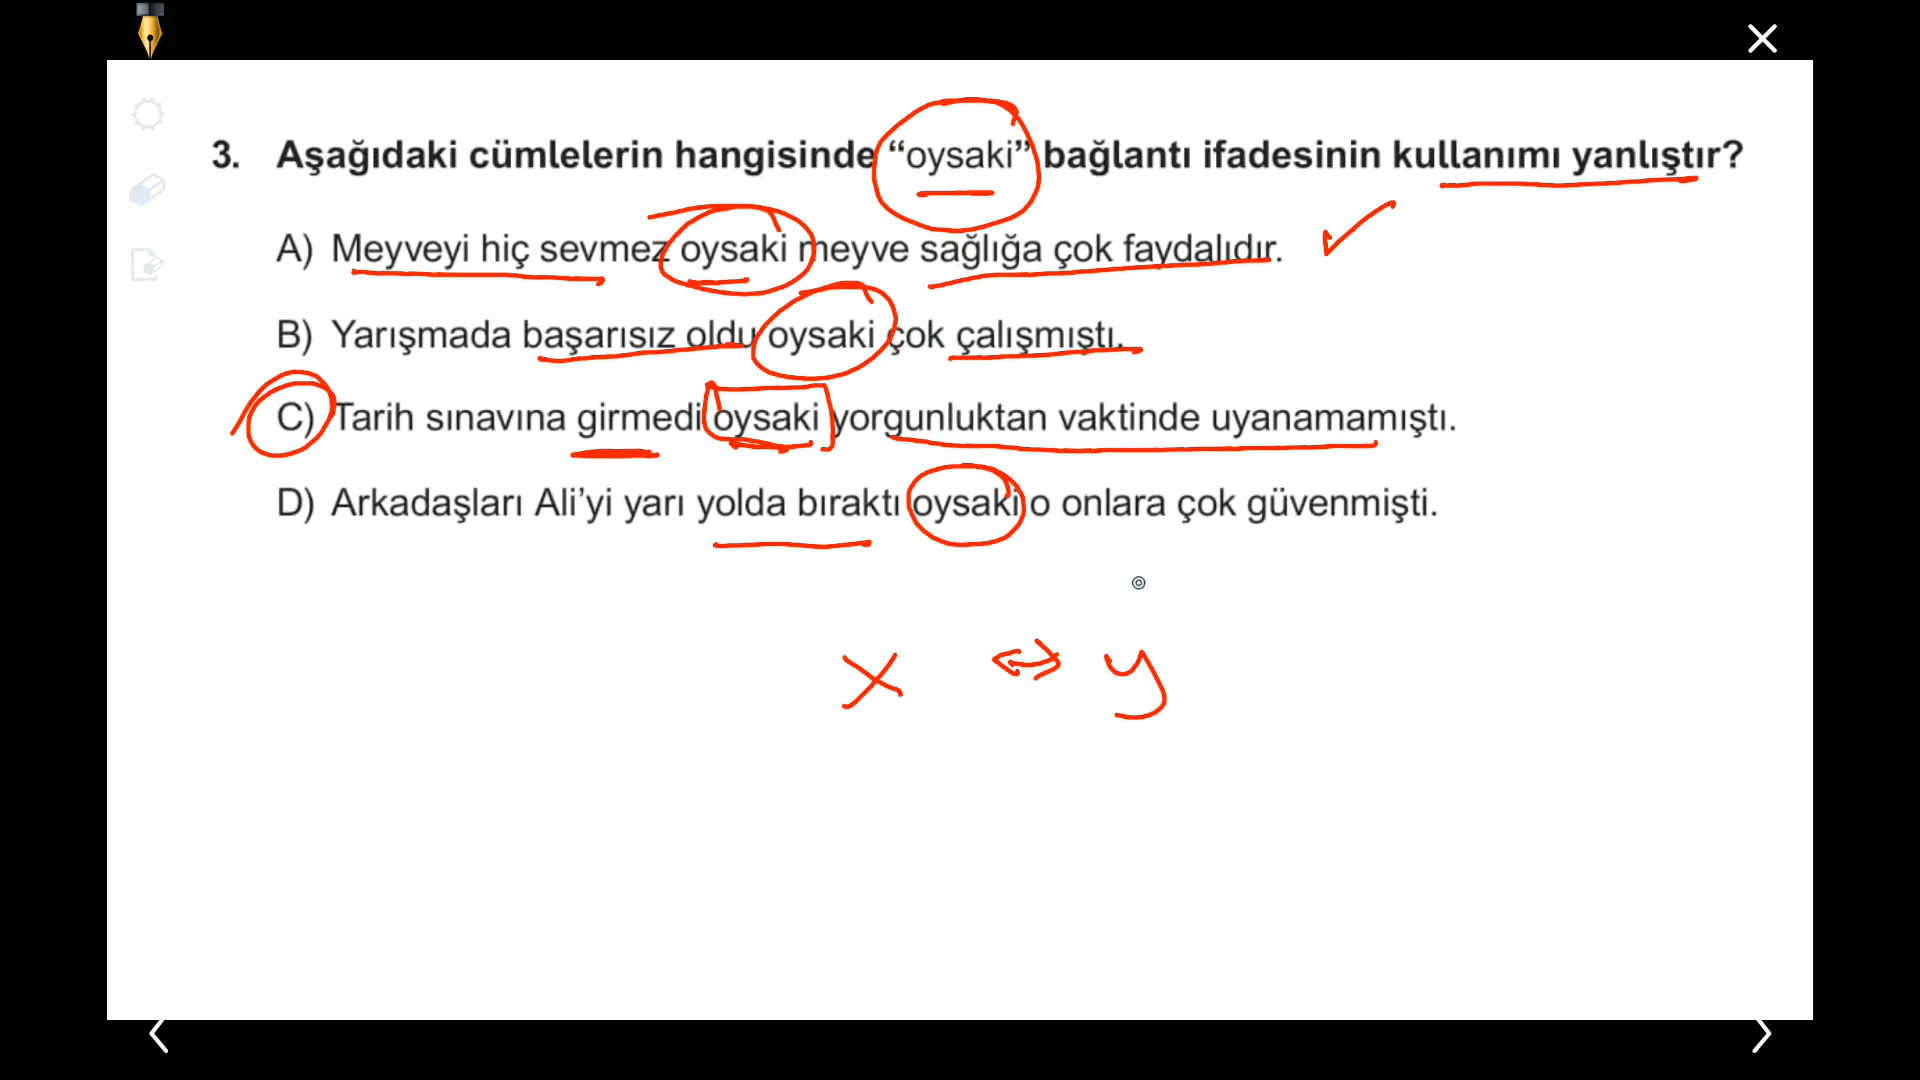 3. Aşağıdaki cümlelerin hangisinde “oysaki” bağlantı ifadesinin kullanımı yanlıştır?
A) Meyveyi hiç sevmez oysaki meyve sağlığa çok faydalıdır.
B) Yarışmada başarısız oldu oysaki çok çalışmıştı.
C) Tarih sınavına girmedi oysaki yorgunluktan vaktinde uyanamamıştı.
D) Arkadaşları Ali’yi yarı yolda bıraktı oysaki o onlara çok güvenmişti.
x ↔ y